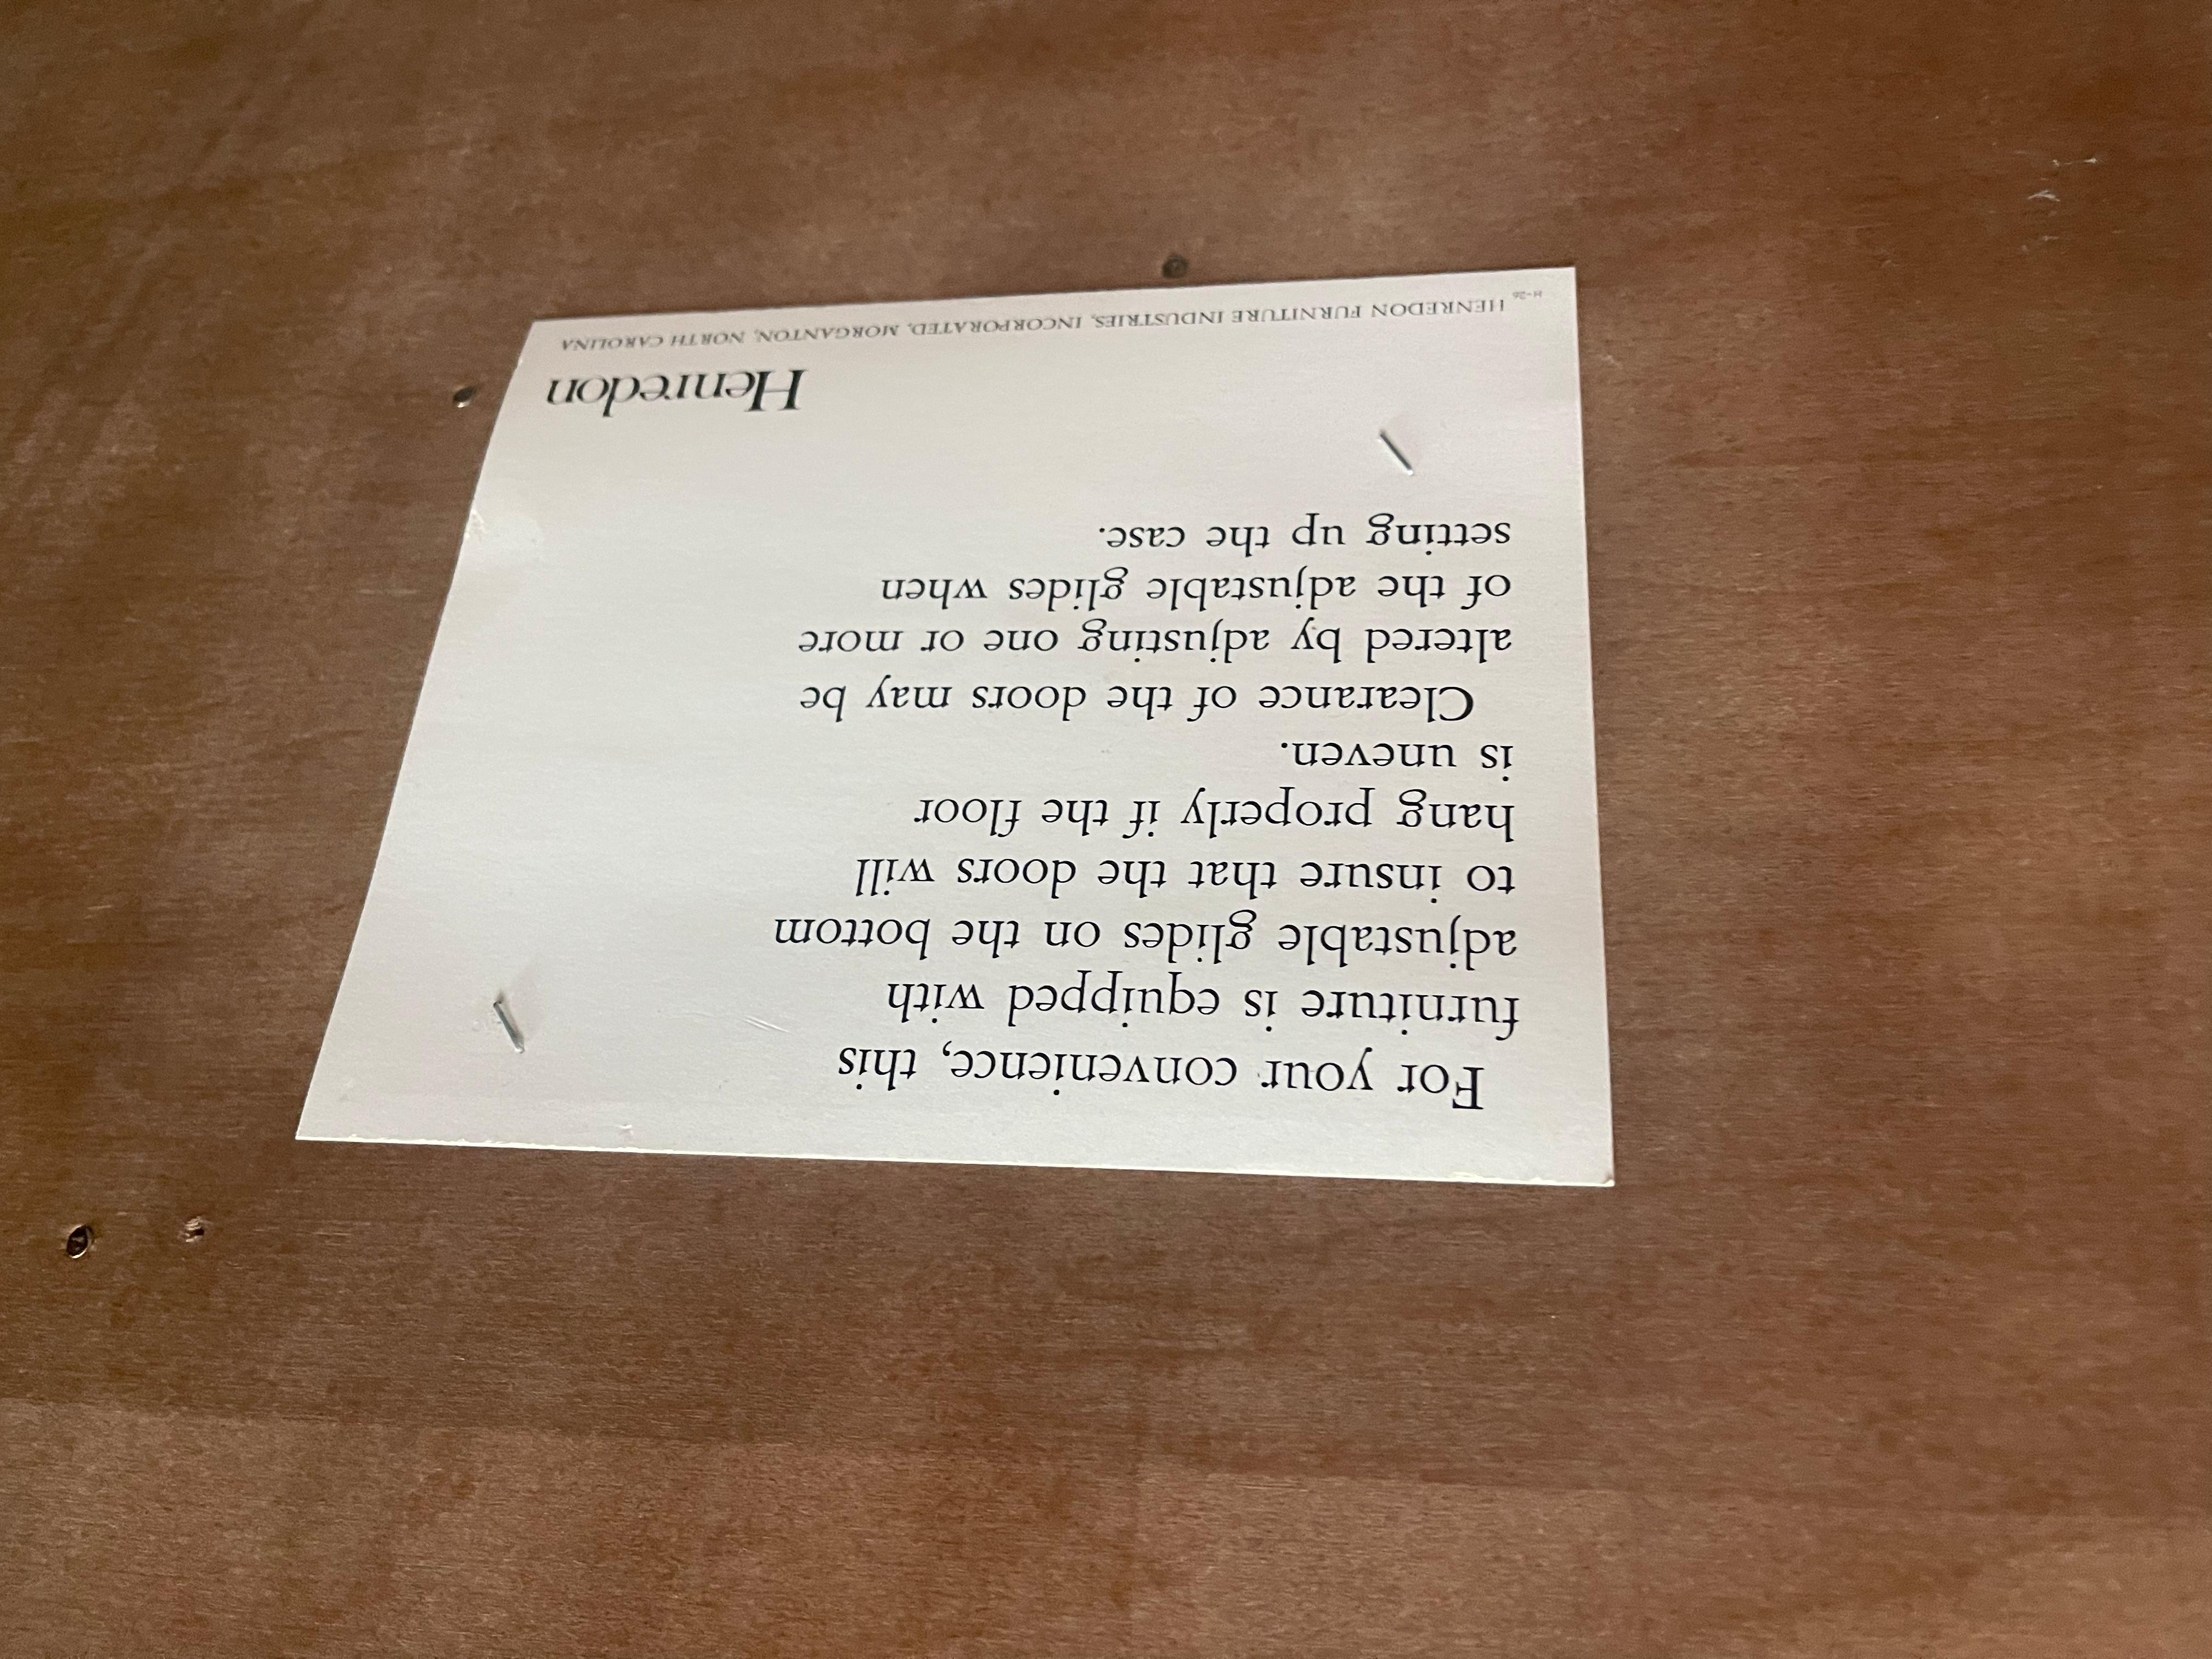 For your convenience, this
furniture is equipped with
adjustable glides on the bottom
to insure that the doors will
hang properly if the floor
is uneven.
Clearance of the doors may be
altered by adjusting one or more
of the adjustable glides when
setting up the case.
Henredon
HENREDON FURNITURE INDUSTRIES, INCORPORATED, MORGANTON, NORTH CAROLINA
H-26